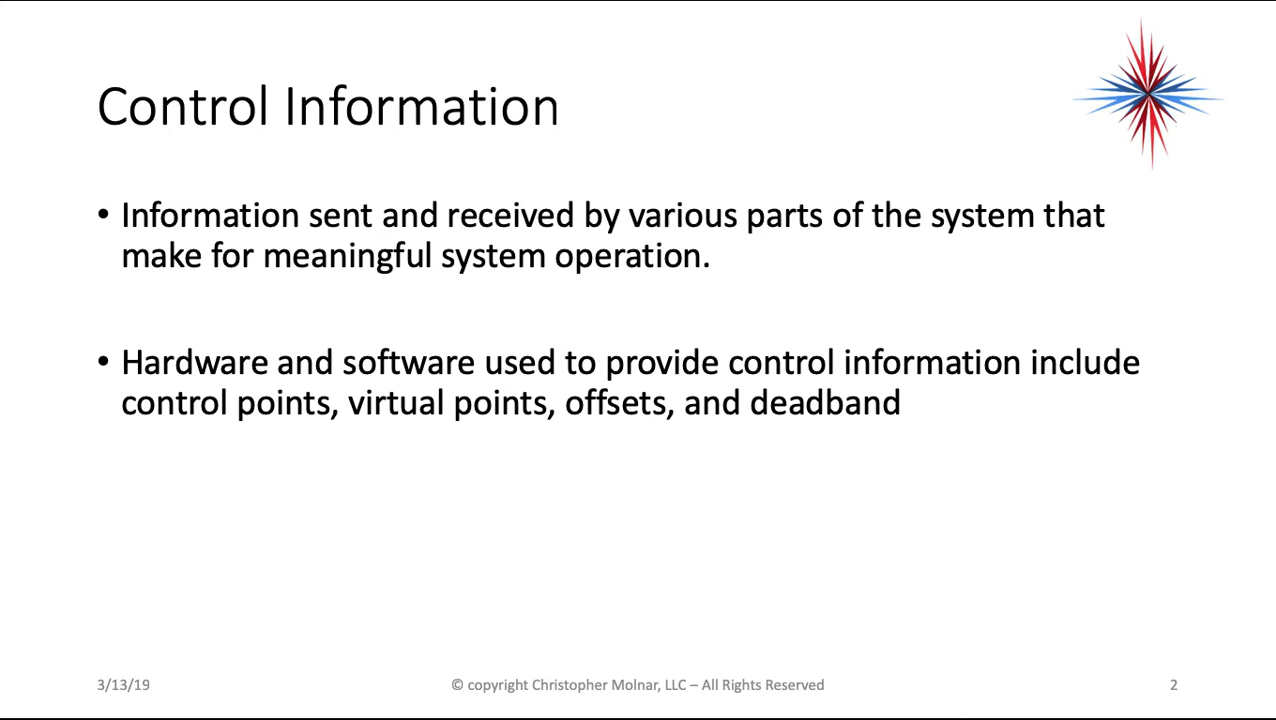 Control Information
• Information sent and received by various parts of the system that
make for meaningful system operation.
• Hardware and software used to provide control information include
control points, virtual points, offsets, and deadband
3/13/19
© copyright Christopher Molnar, LLC – All Rights Reserved
2